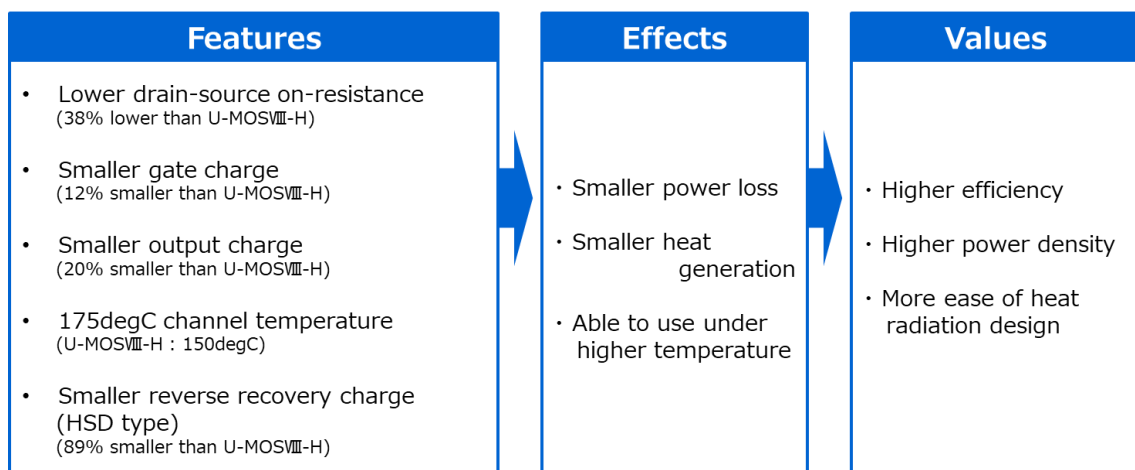 Features
• Lower drain-source on-resistance
(38% lower than U-MOSⅧ-H)
• Smaller gate charge
(12% smaller than U-MOSⅧ-H)
• Smaller output charge
(20% smaller than U-MOSⅧ-H)
• 175degC channel temperature
(U-MOSⅧ-H : 150degC)
• Smaller reverse recovery charge
(HSD type)
(89% smaller than U-MOSⅧ-H)
Effects
・Smaller power loss
・Smaller heat
generation
・Able to use under
higher temperature
Values
・Higher efficiency
・Higher power density
・More ease of heat
radiation design